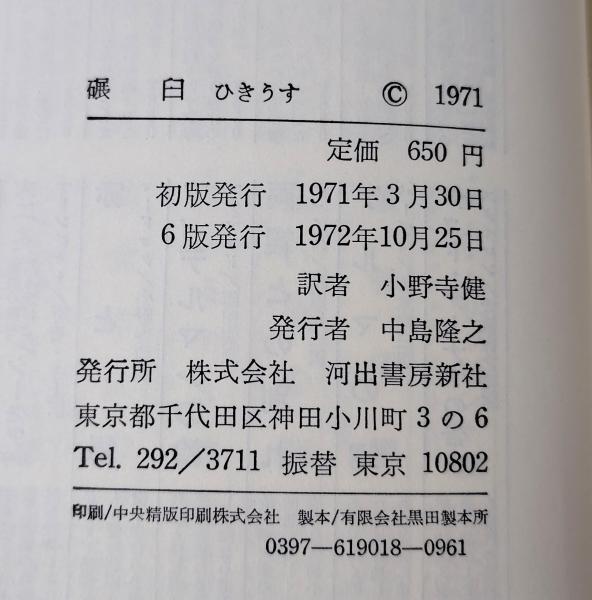 碾　臼 ひきうす　© 1971
定価 650 円
初版発行 1971年3月30日
6版発行 1972年10月25日
訳者 小野寺健
発行者 中島隆之
発行所 株式会社 河出書房新社
東京都千代田区神田小川町3の6
Tel. 292/3711 振替 東京 10802
印刷/中央精版印刷株式会社 製本/有限会社黒田製本所
0397—619018—0961